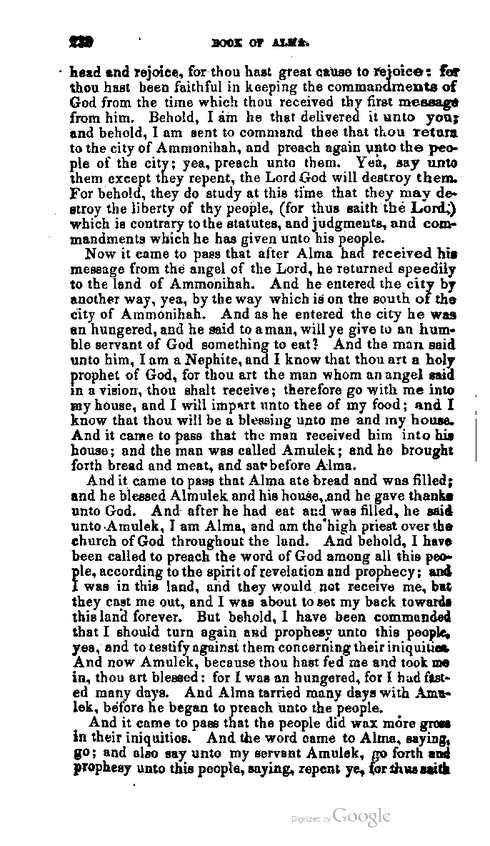 239 BOOK OF ALMA.
head and rejoice, for thou hast great cause to rejoice: for
thou hast been faithful in keeping the commandments of
God from the time which thou received thy first message
from him. Behold, I am he that delivered it unto you;
and behold, I am sent to command thee that thou return
to the city of Ammonihah, and preach again unto the peo-
ple of the city; yea, preach unto them. Yea, say unto
them except they repent, the Lord God will destroy them.
For behold, they do study at this time that they may de-
stroy the liberty of thy people, (for thus saith the Lord,)
which is contrary to the statutes, and judgments, and com-
mandments which he has given unto his people.
Now it came to pass that after Alma had received his
message from the angel of the Lord, he returned speedily
to the land of Ammonihah. And he entered the city by
another way, yea, by the way which is on the south of the
city of Ammonihah. And as he entered the city he was
an hungered, and he said to a man, will ye give to an hum-
ble servant of God something to eat? And the man said
unto him, I am a Nephite, and I know that thou art a holy
prophet of God, for thou art the man whom an angel said
in a vision, thou shalt receive; therefore go with me into
my house, and I will impart unto thee of my food; and I
know that thou will be a blessing unto me and my house.
And it came to pass that the man received him into his
house; and the man was called Amulek; and he brought
forth bread and meat, and sat before Alma.
And it came to pass that Alma ate bread and was filled;
and he blessed Amulek and his house, and he gave thanks
unto God. And after he had eat and was filled, he said
unto Amulek, I am Alma, and am the high priest over the
church of God throughout the land. And behold, I have
been called to preach the word of God among all this peo-
ple, according to the spirit of revelation and prophecy; and
I was in this land, and they would not receive me, but
they cast me out, and I was about to set my back towards
this land forever. But behold, I have been commanded
that I should turn again and prophesy unto this people,
yea, and to testify against them concerning their iniquities.
And now Amulek, because thou hast fed me and took me
in, thou art blessed: for I was an hungered, for I had fast-
ed many days. And Alma tarried many days with Amu-
lek, before he began to preach unto the people.
And it came to pass that the people did wax more gross
in their iniquities. And the word came to Alma, saying,
go; and also say unto my servant Amulek, go forth and
prophesy unto this people, saying, repent ye, for thus saith
Digitized by Google